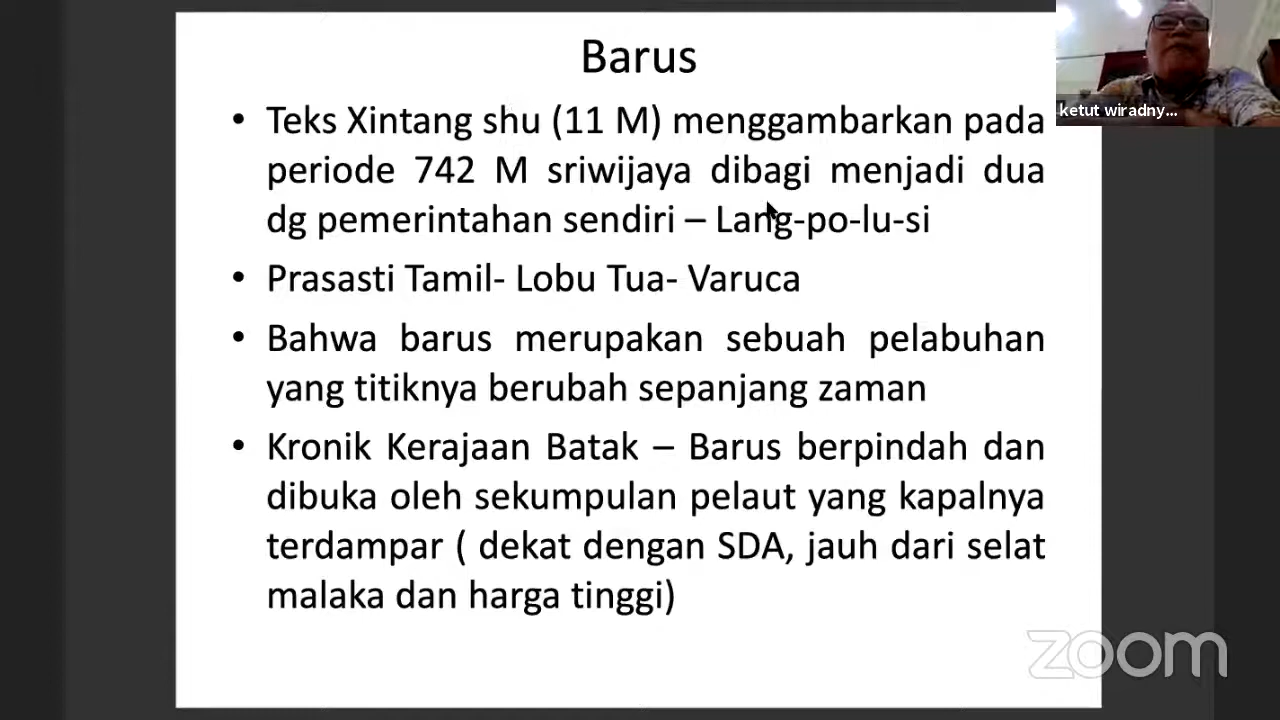 Barus
• Teks Xintang shu (11 M) menggambarkan pada
periode 742 M sriwijaya dibagi menjadi dua
dg pemerintahan sendiri – Lang-po-lu-si
• Prasasti Tamil- Lobu Tua- Varuca
• Bahwa barus merupakan sebuah pelabuhan
yang titiknya berubah sepanjang zaman
• Kronik Kerajaan Batak – Barus berpindah dan
dibuka oleh sekumpulan pelaut yang kapalnya
terdampar ( dekat dengan SDA, jauh dari selat
malaka dan harga tinggi)
ketut wiradny...
zoom